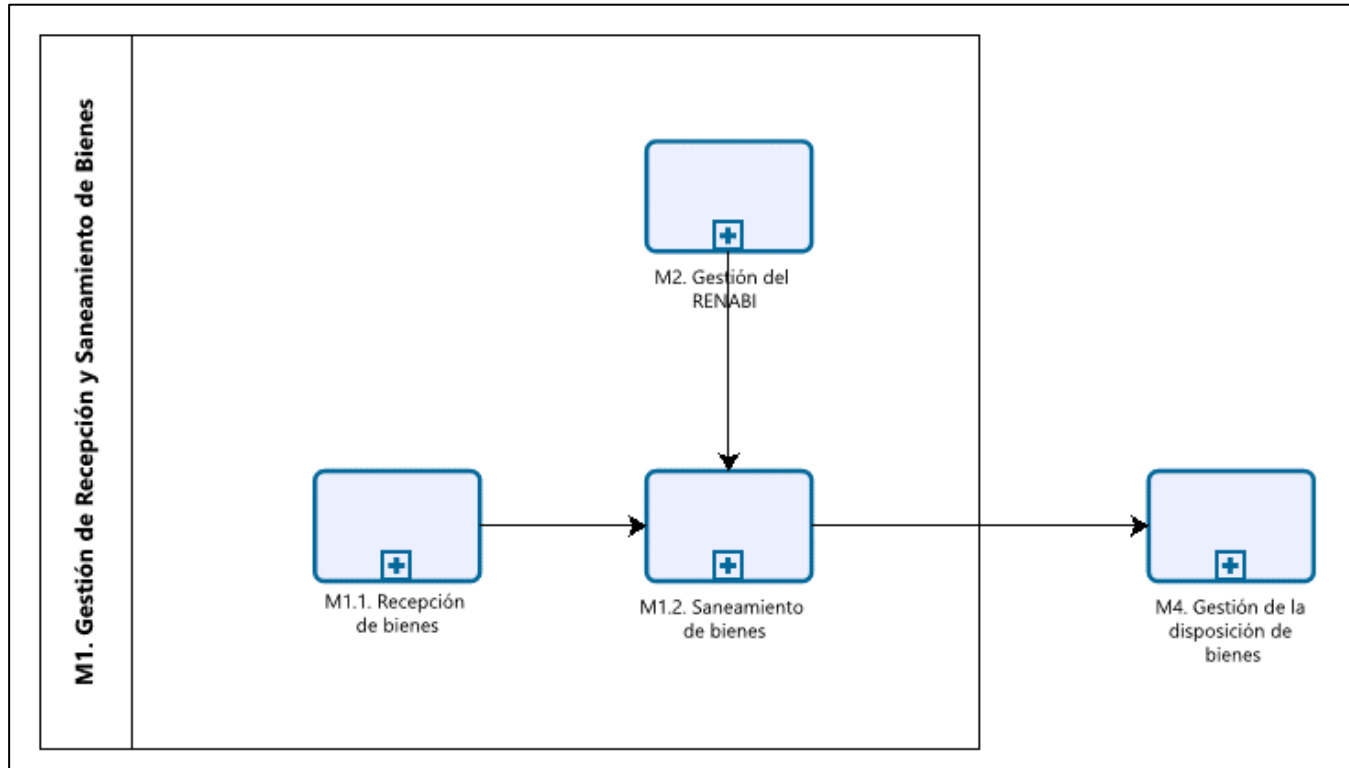 M1. Gestión de Recepción y Saneamiento de Bienes
M2. Gestión del
RENABI
M1.1. Recepción
de bienes
M1.2. Saneamiento
de bienes
M4. Gestión de la
disposición de
bienes